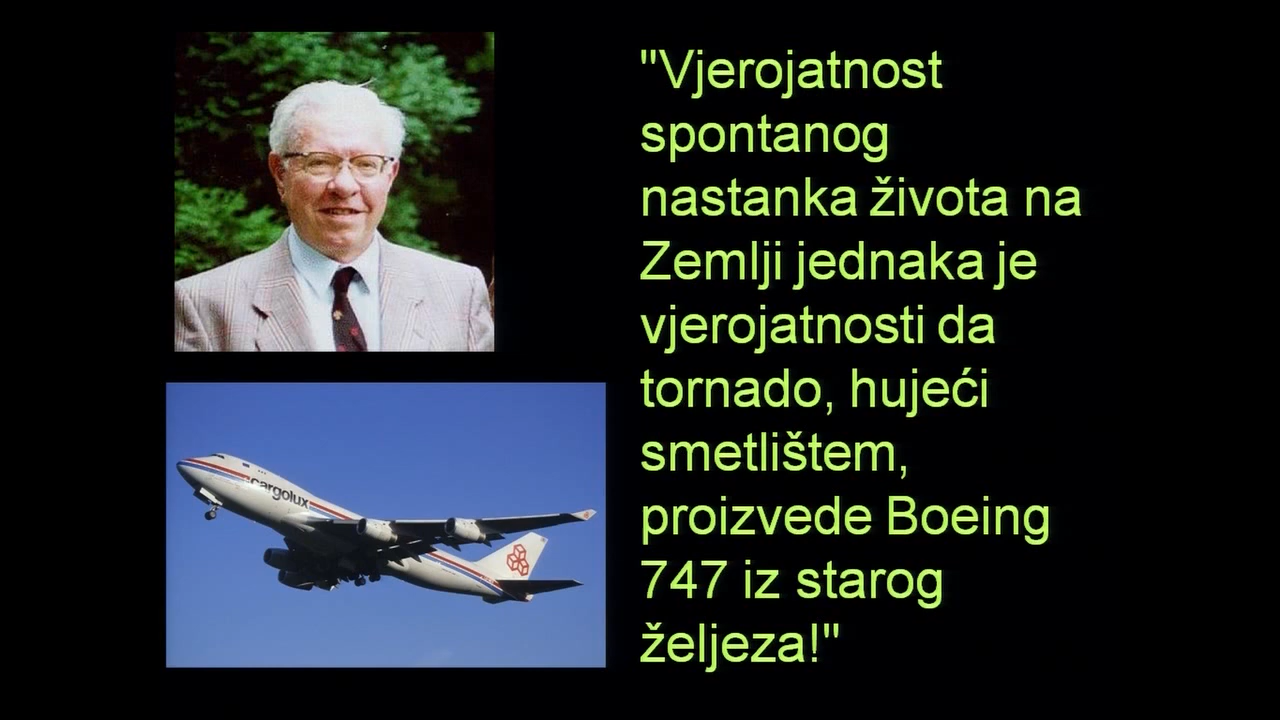 "Vjerojatnost
spontanog
nastanka života na
Zemlji jednaka je
vjerojatnosti da
tornado, hujeći
smetlištem,
proizvede Boeing
747 iz starog
željeza!"
cargolux